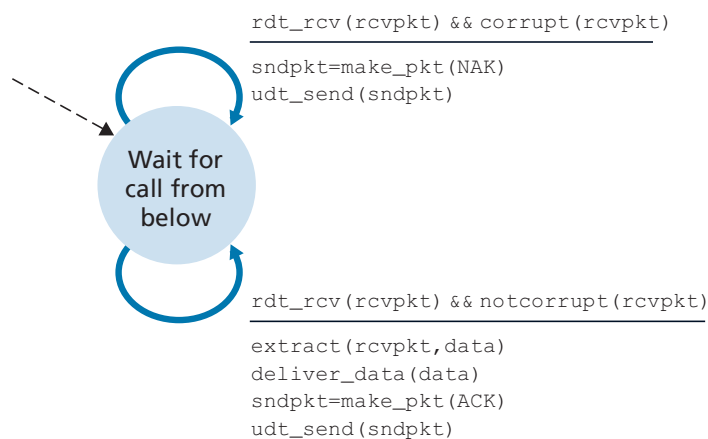 rdt_rcv(rcvpkt) && corrupt(rcvpkt)
sndpkt=make_pkt(NAK)
udt_send(sndpkt)
Wait for
call from
below
rdt_rcv(rcvpkt) && notcorrupt(rcvpkt)
extract(rcvpkt,data)
deliver_data(data)
sndpkt=make_pkt(ACK)
udt_send(sndpkt)